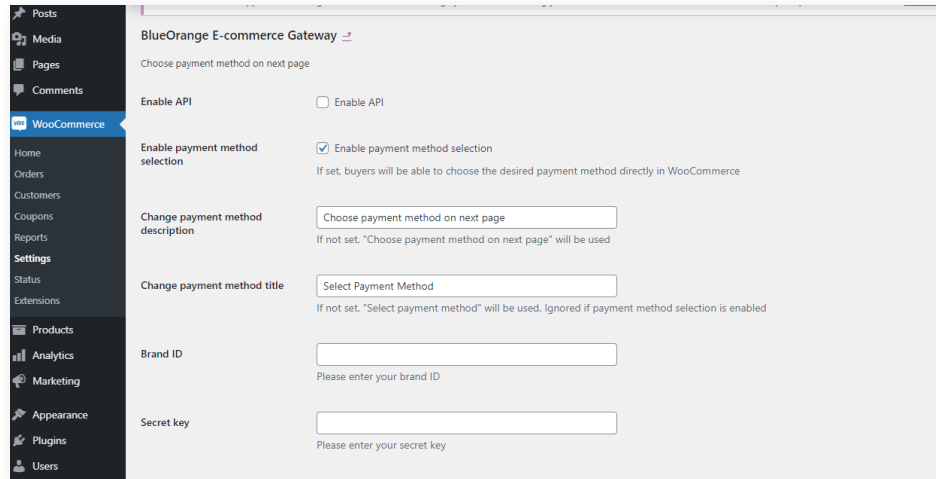 Posts
Media
Pages
Comments
WooCommerce
Home
Orders
Customers
Coupons
Reports
Settings
Status
Extensions
Products
Analytics
Marketing
Appearance
Plugins
Users
BlueOrange E-commerce Gateway
Choose payment method on next page
Enable API
Enable API
Enable payment method
selection
Enable payment method selection
If set, buyers will be able to choose the desired payment method directly in WooCommerce
Change payment method
description
Choose payment method on next page
If not set, "Choose payment method on next page" will be used
Change payment method title
Select Payment Method
If not set, "Select payment method" will be used. Ignored if payment method selection is enabled
Brand ID
Please enter your brand ID
Secret key
Please enter your secret key